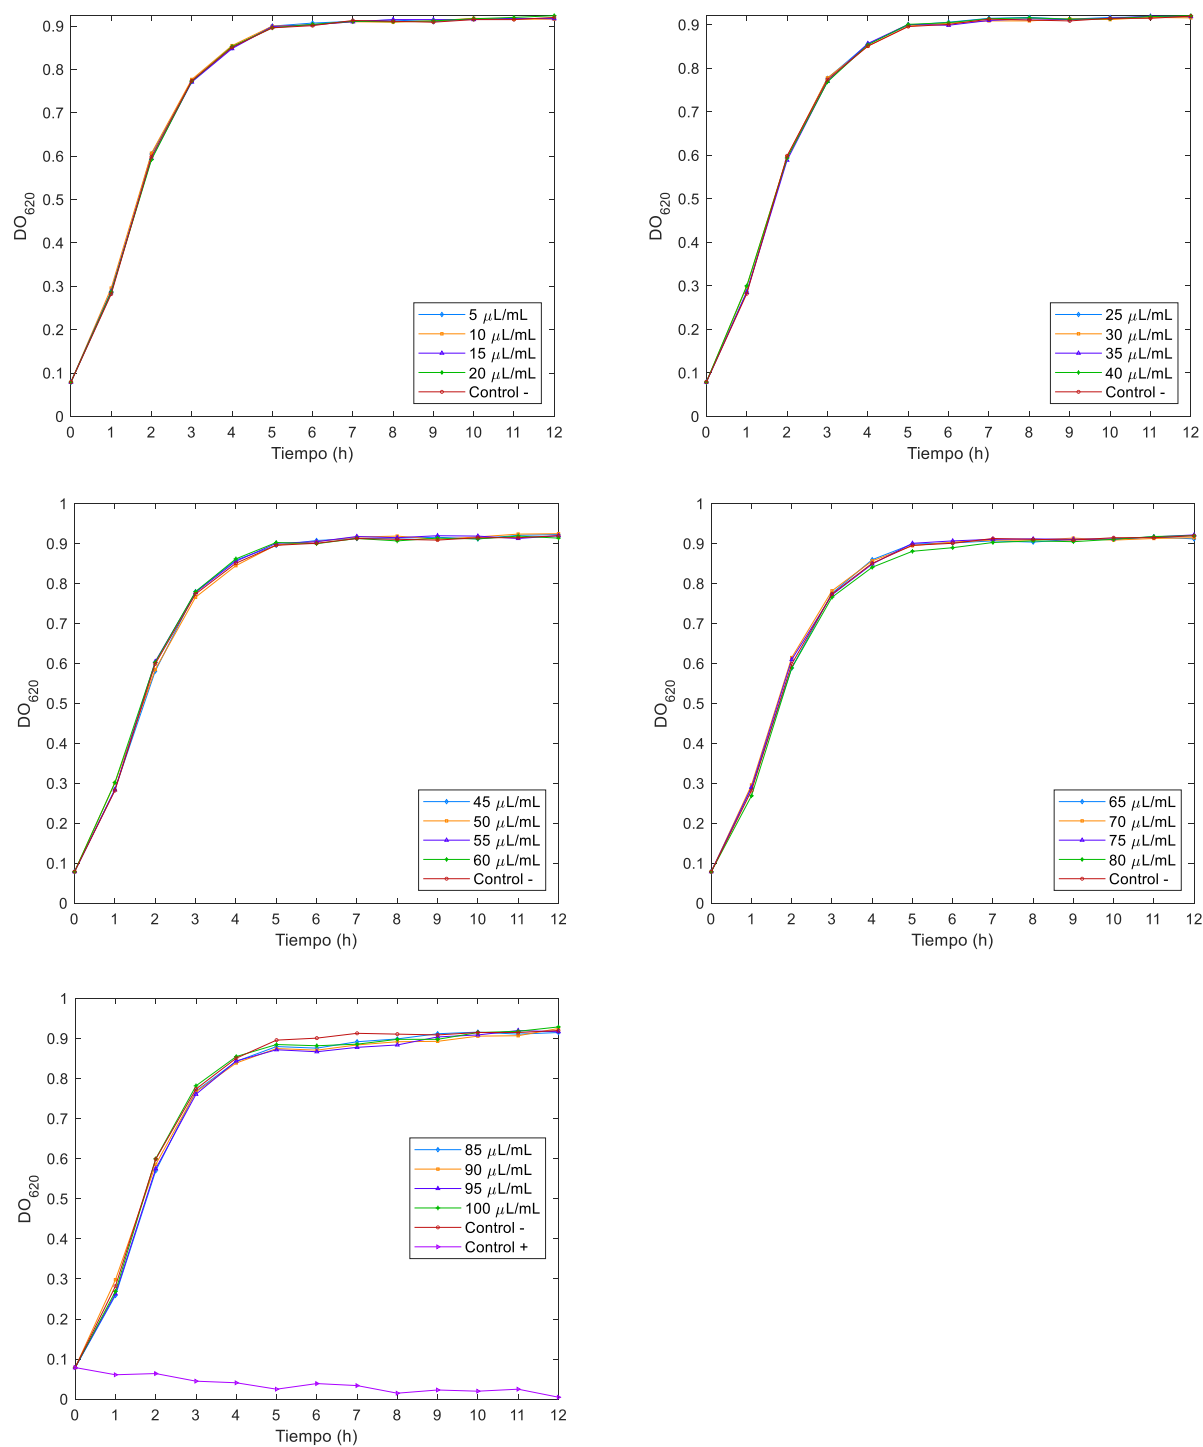 0.9
0.8
0.7
0.6
0.5
0.4
0.3
0.2
0.1
0
DO620
5 μL/mL
10 μL/mL
15 μL/mL
20 μL/mL
Control -
0 1 2 3 4 5 6 7 8 9 10 11 12
Tiempo (h)
0.9
0.8
0.7
0.6
0.5
0.4
0.3
0.2
0.1
0
DO620
25 μL/mL
30 μL/mL
35 μL/mL
40 μL/mL
Control -
0 1 2 3 4 5 6 7 8 9 10 11 12
Tiempo (h)
1
0.9
0.8
0.7
0.6
0.5
0.4
0.3
0.2
0.1
0
DO620
45 μL/mL
50 μL/mL
55 μL/mL
60 μL/mL
Control -
0 1 2 3 4 5 6 7 8 9 10 11 12
Tiempo (h)
1
0.9
0.8
0.7
0.6
0.5
0.4
0.3
0.2
0.1
0
DO620
65 μL/mL
70 μL/mL
75 μL/mL
80 μL/mL
Control -
0 1 2 3 4 5 6 7 8 9 10 11 12
Tiempo (h)
1
0.9
0.8
0.7
0.6
0.5
0.4
0.3
0.2
0.1
0
DO620
85 μL/mL
90 μL/mL
95 μL/mL
100 μL/mL
Control -
Control +
0 1 2 3 4 5 6 7 8 9 10 11 12
Tiempo (h)